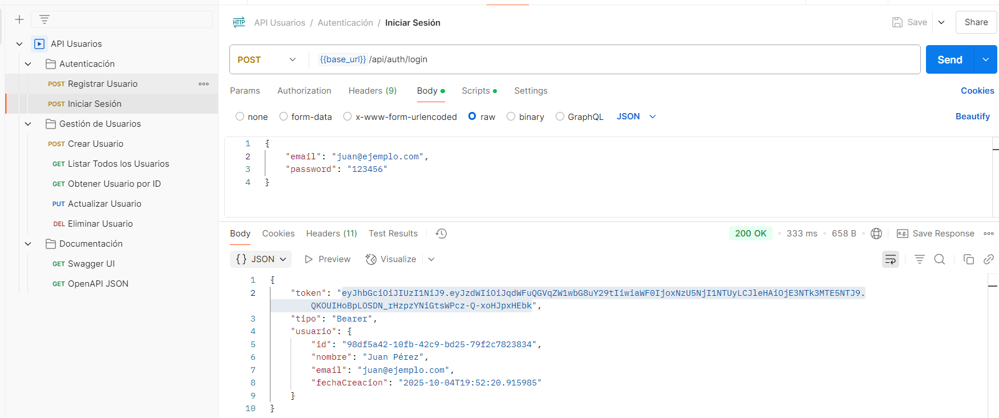 API Usuarios
Autenticación
POST Registrar Usuario
POST Iniciar Sesión
Gestión de Usuarios
POST Crear Usuario
GET Listar Todos los Usuarios
GET Obtener Usuario por ID
PUT Actualizar Usuario
DEL Eliminar Usuario
Documentación
GET Swagger UI
GET OpenAPI JSON
HTTP API Usuarios / Autenticación / Iniciar Sesión
Save Share
POST {{base_url}} /api/auth/login Send
Params Authorization Headers (9) Body Scripts Settings Cookies
none form-data x-www-form-urlencoded raw binary GraphQL JSON Beautify
1 {
2 "email": "juan@ejemplo.com",
3 "password": "123456"
4 }
Body Cookies Headers (11) Test Results 200 OK 333 ms 658 B e.g. Save Response
{} JSON Preview Visualize
1 {
2 "token": "eyJhbGciOiJIUzI1NiJ9.eyJzdWIiOiJqdWFuQGVqZW1wbG8uY29tIiwiaWF0IjoxNzU5NjI1NTUyLCJleHAiOjE3NTk3MTE5NTJ9.
QKOUIHoBpLOSDN_rHzpzYNiGtsWPcz-Q-xoHJpxHEbk",
3 "tipo": "Bearer",
4 "usuario": {
5 "id": "98df5a42-10fb-42c9-bd25-79f2c7823834",
6 "nombre": "Juan Pérez",
7 "email": "juan@ejemplo.com",
8 "fechaCreacion": "2025-10-04T19:52:20.915985"
9 }
10 }